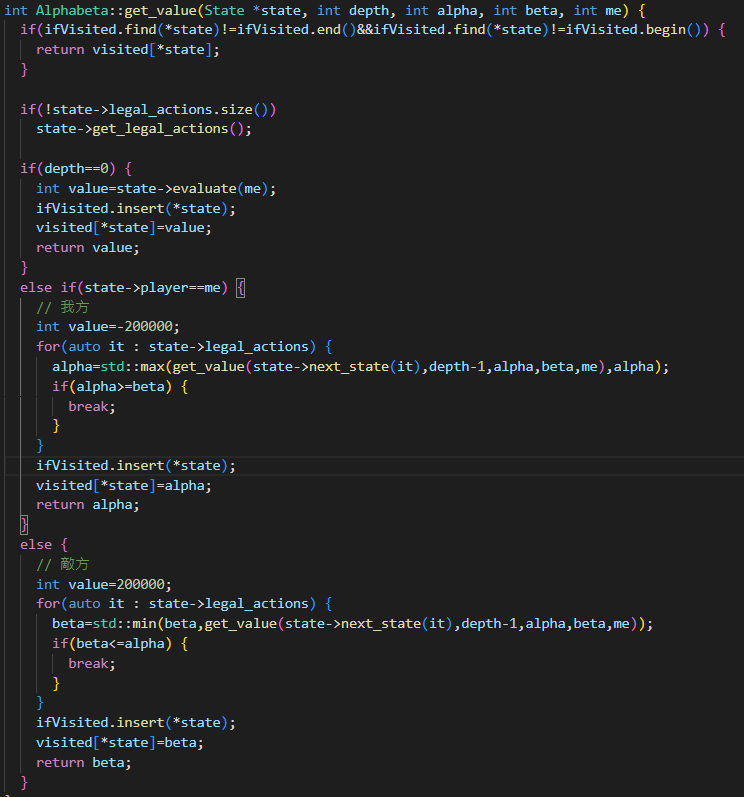 int Alphabeta::get_value(State *state, int depth, int alpha, int beta, int me) {
  if(ifVisited.find(*state)!=ifVisited.end()&&ifVisited.find(*state)!=ifVisited.begin()) {
    return visited[*state];
  }

  if(!state->legal_actions.size())
    state->get_legal_actions();

  if(depth==0) {
    int value=state->evaluate(me);
    ifVisited.insert(*state);
    visited[*state]=value;
    return value;
  }
  else if(state->player==me) {
    // 我方
    int value=-200000;
    for(auto it : state->legal_actions) {
      alpha=std::max(get_value(state->next_state(it),depth-1,alpha,beta,me),alpha);
      if(alpha>=beta) {
        break;
      }
    }
    ifVisited.insert(*state);
    visited[*state]=alpha;
    return alpha;
  }
  else {
    // 敵方
    int value=200000;
    for(auto it : state->legal_actions) {
      beta=std::min(beta,get_value(state->next_state(it),depth-1,alpha,beta,me));
      if(beta<=alpha) {
        break;
      }
    }
    ifVisited.insert(*state);
    visited[*state]=beta;
    return beta;
  }